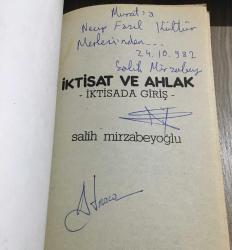 Murat'a
Necip Fazıl Kültür
Merkezi'nden...
24.10.982
Salih Mirzabey
İKTİSAT VE AHLAK
- İKTİSADA GİRİŞ -
salih mirzabeyoğlu